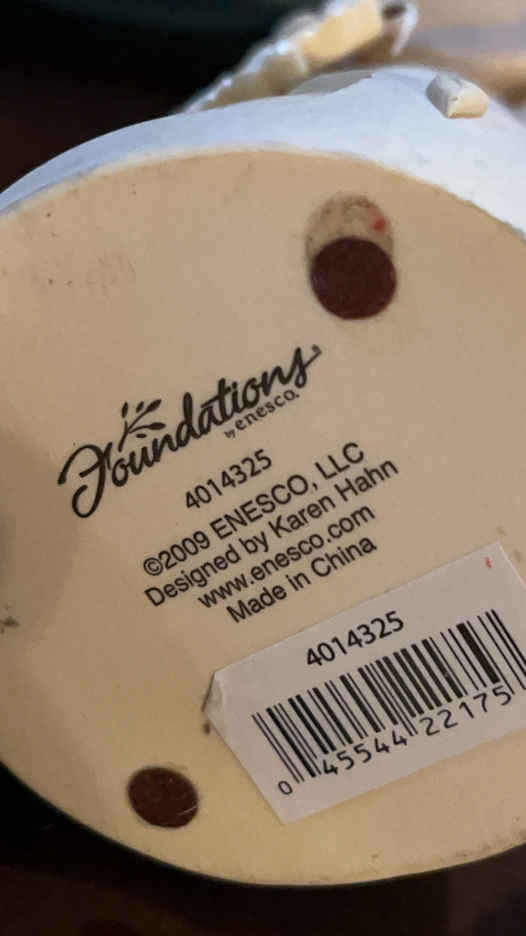 Foundations®
by enesco.
4014325
©2009 ENESCO, LLC
Designed by Karen Hahn
www.enesco.com
Made in China
4014325
0 45544 22175